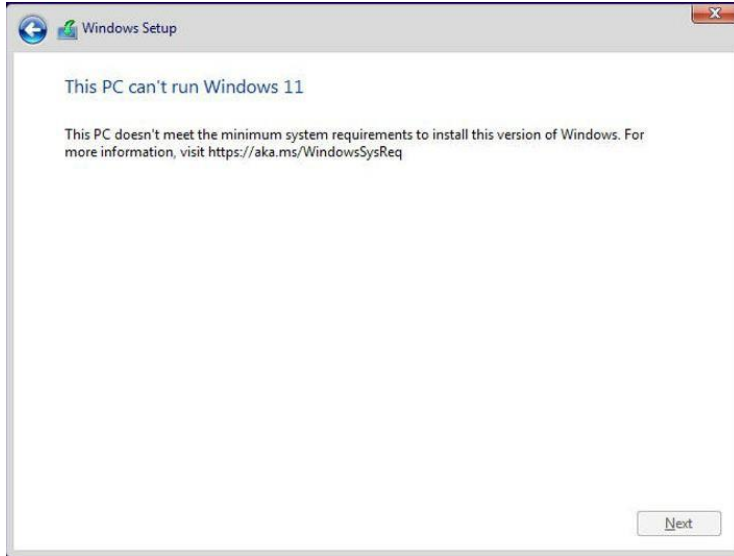 Windows Setup
This PC can't run Windows 11
This PC doesn't meet the minimum system requirements to install this version of Windows. For
more information, visit https://aka.ms/WindowsSysReq
Next